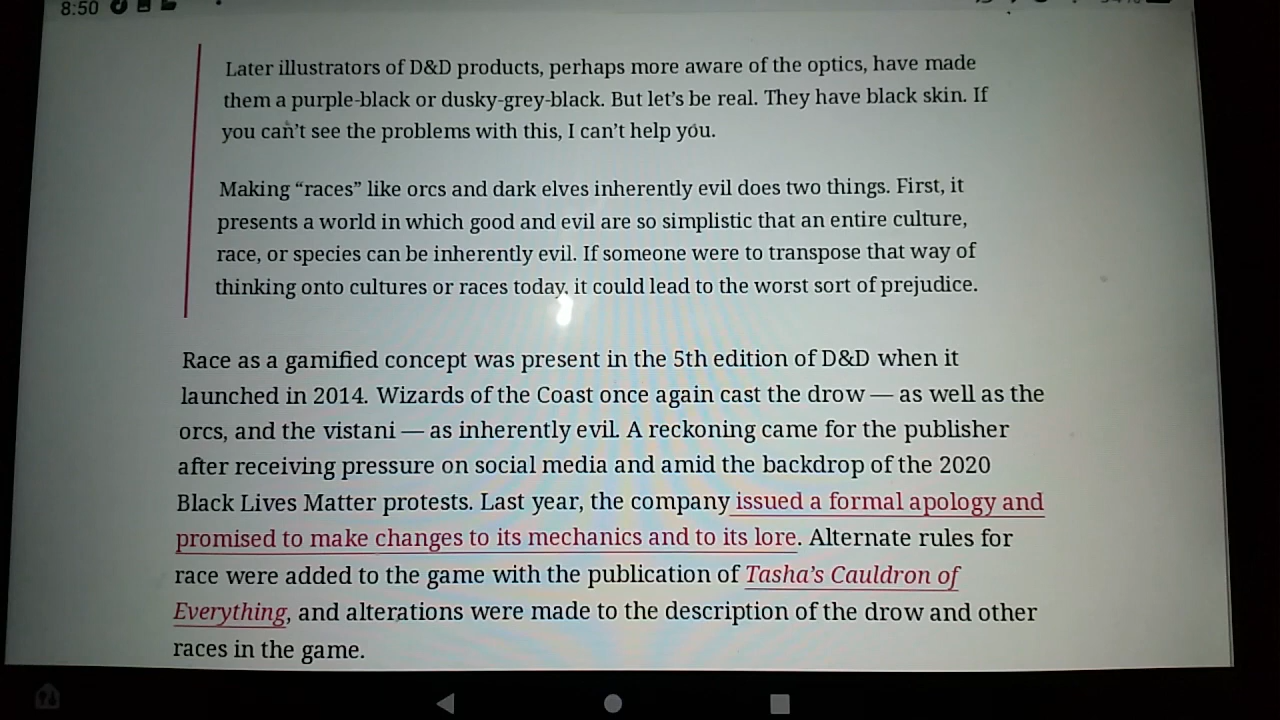 8:50
Later illustrators of D&D products, perhaps more aware of the optics, have made
them a purple-black or dusky-grey-black. But let's be real. They have black skin. If
you can't see the problems with this, I can't help you.
Making “races” like orcs and dark elves inherently evil does two things. First, it
presents a world in which good and evil are so simplistic that an entire culture,
race, or species can be inherently evil. If someone were to transpose that way of
thinking onto cultures or races today, it could lead to the worst sort of prejudice.
Race as a gamified concept was present in the 5th edition of D&D when it
launched in 2014. Wizards of the Coast once again cast the drow — as well as the
orcs, and the vistani — as inherently evil. A reckoning came for the publisher
after receiving pressure on social media and amid the backdrop of the 2020
Black Lives Matter protests. Last year, the company issued a formal apology and
promised to make changes to its mechanics and to its lore. Alternate rules for
race were added to the game with the publication of Tasha's Cauldron of
Everything, and alterations were made to the description of the drow and other
races in the game.